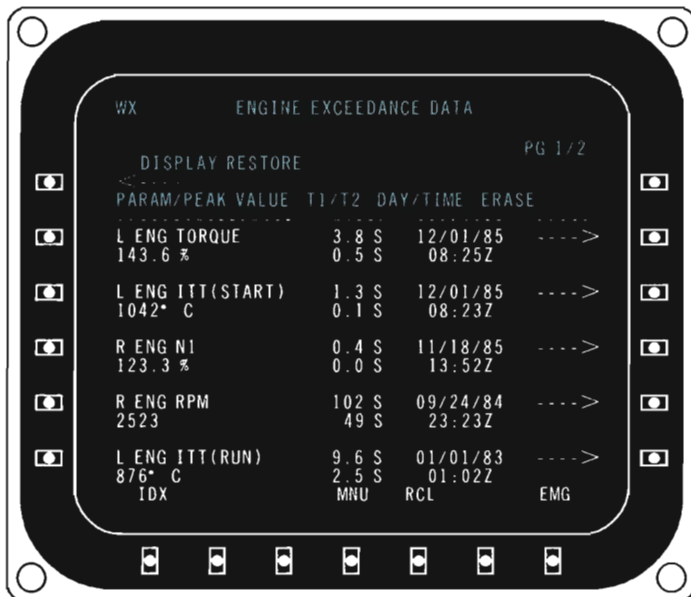 WX ENGINE EXCEEDANCE DATA
PG 1/2
DISPLAY RESTORE
<----
PARAM/PEAK VALUE T1/T2 DAY/TIME ERASE
L ENG TORQUE 3.8 S 12/01/85 ---->
143.6 % 0.5 S 08:25Z
L ENG ITT(START) 1.3 S 12/01/85 ---->
1042° C 0.1 S 08:23Z
R ENG N1 0.4 S 11/18/85 ---->
123.3 % 0.0 S 13:52Z
R ENG RPM 102 S 09/24/84 ---->
2523 49 S 23:23Z
L ENG ITT(RUN) 9.6 S 01/01/83 ---->
876° C 2.5 S 01:02Z
IDX MNU RCL EMG